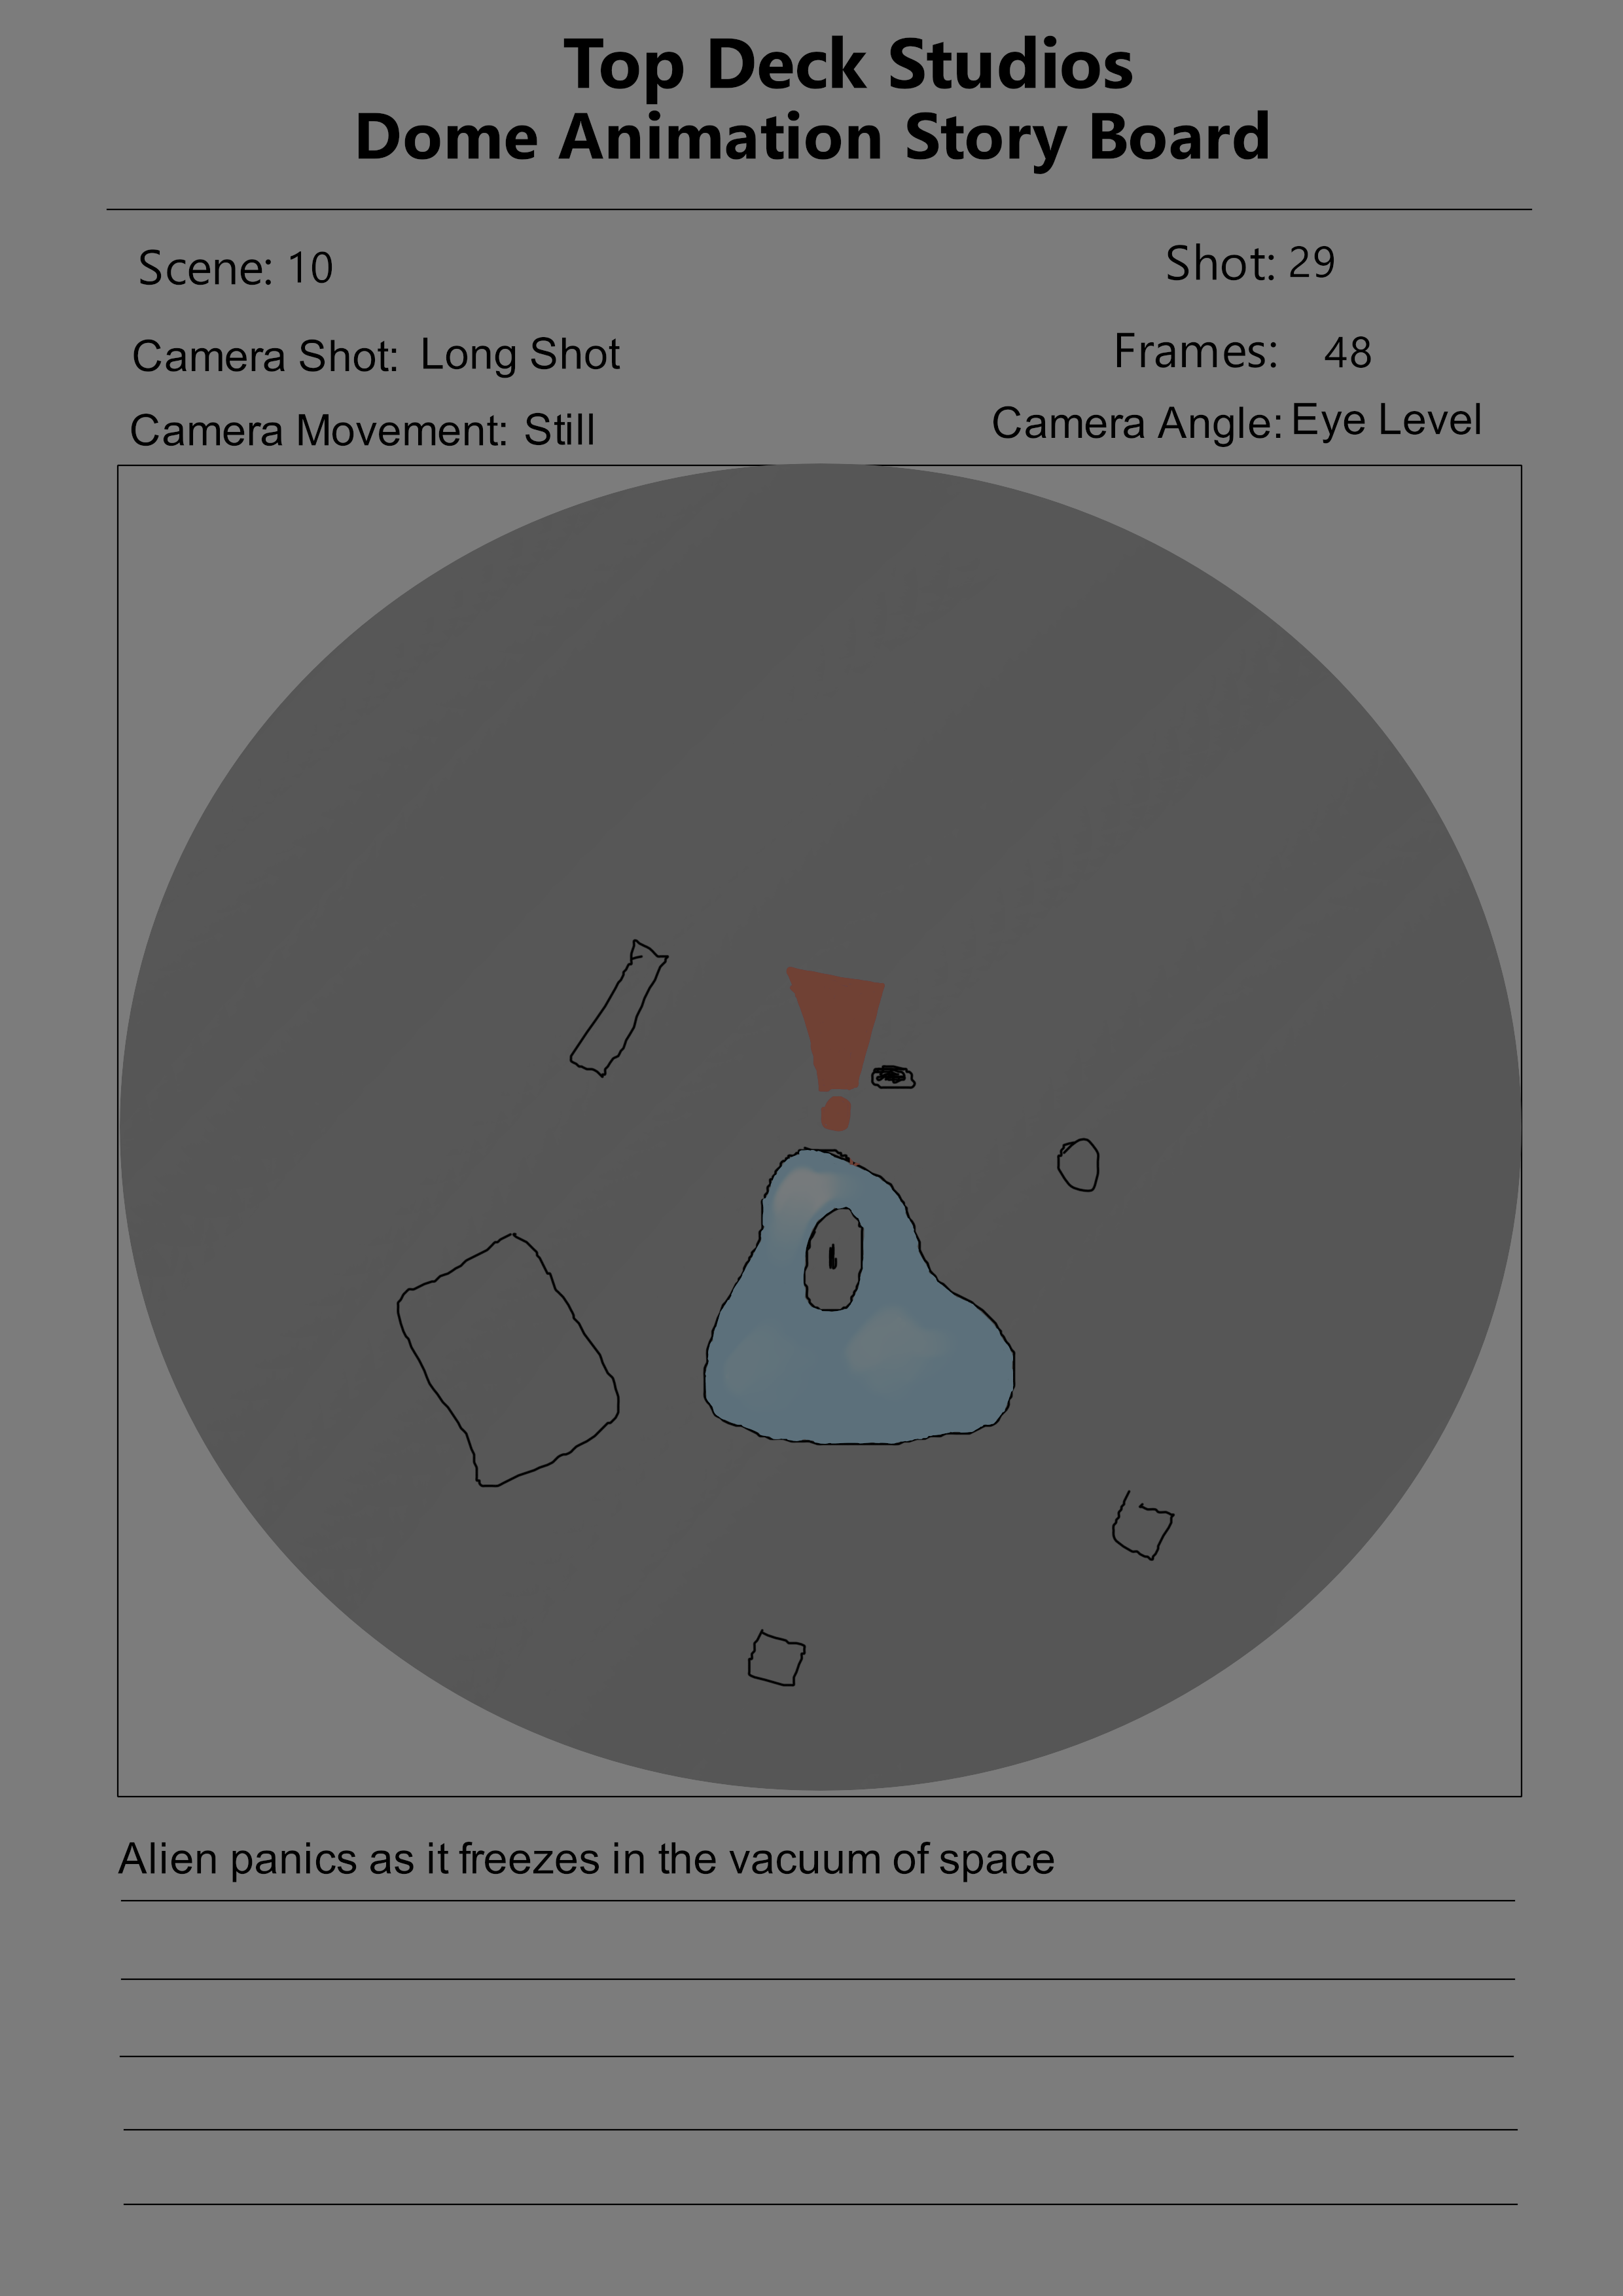 Top Deck Studios
Dome Animation Story Board
Scene: 10
Shot: 29
Camera Shot: Long Shot
Frames: 48
Camera Movement: Still
Camera Angle: Eye Level
!
Alien panics as it freezes in the vacuum of space